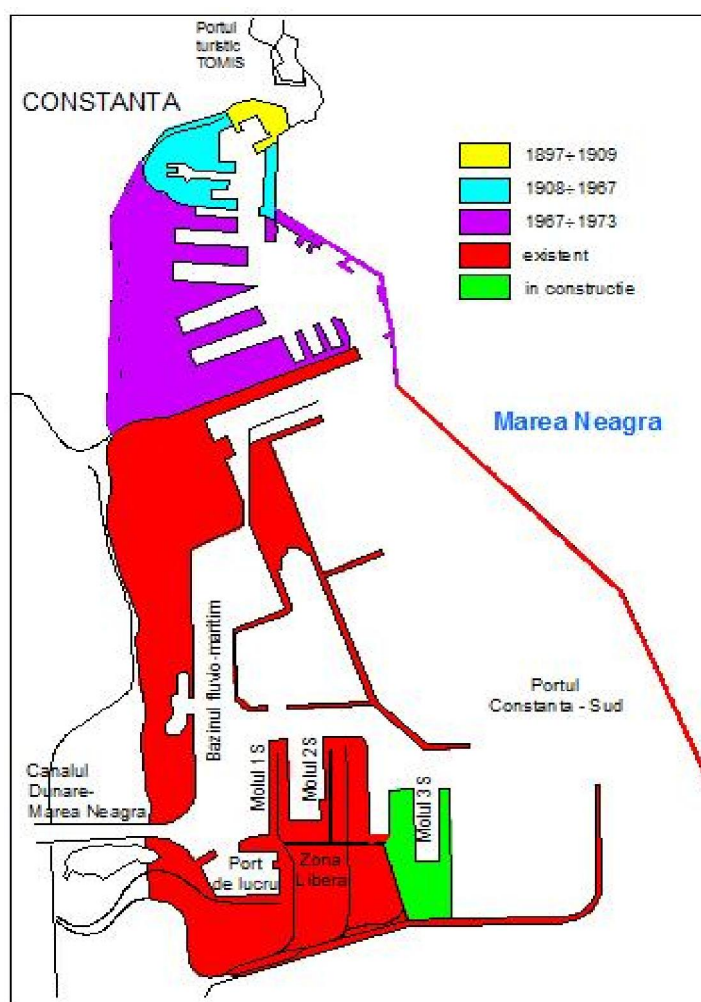 Portul
turistic
TOMIS
CONSTANTA
1897÷1909
1908÷1967
1967÷1973
existent
in constructie
Marea Neagra
Bazinul fluvio-maritim
Portul
Constanta - Sud
Canalul
Dunare-
Marea Neagra
Molul 1 S
Molul 2S
Molul 3 S
Port
de lucru
Zona
Libera